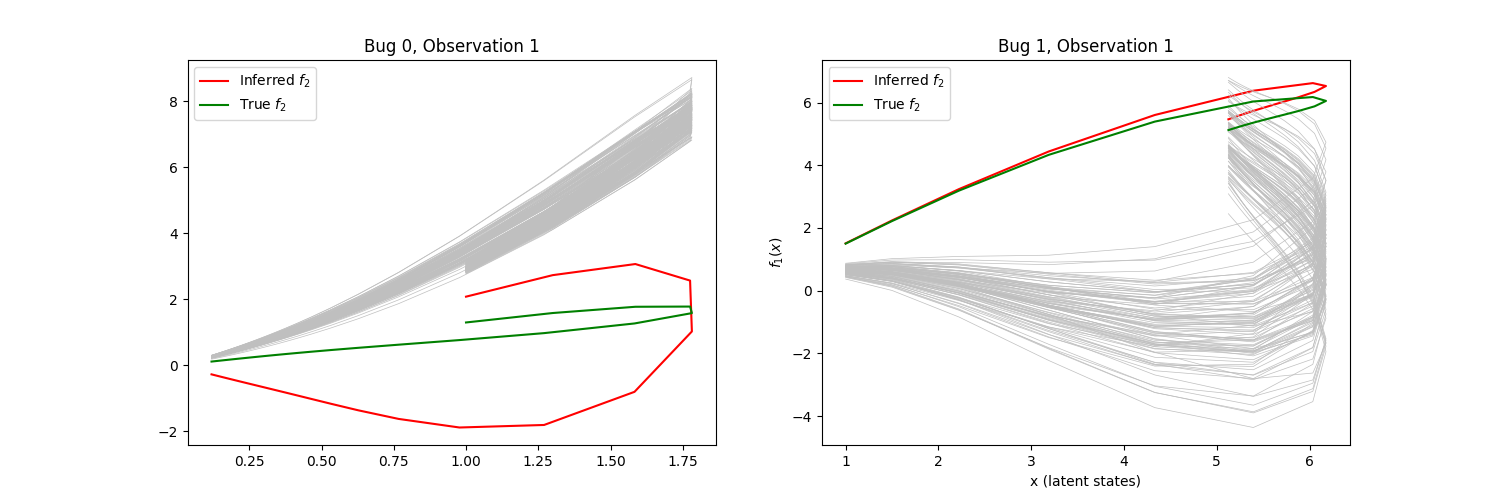 Bug 0, Observation 1
Inferred f₂
True f₂
8
6
4
2
0
−2
0.25 0.50 0.75 1.00 1.25 1.50 1.75
Bug 1, Observation 1
Inferred f₂
True f₂
f₁(x)
6
4
2
0
−2
−4
1 2 3 4 5 6
x (latent states)